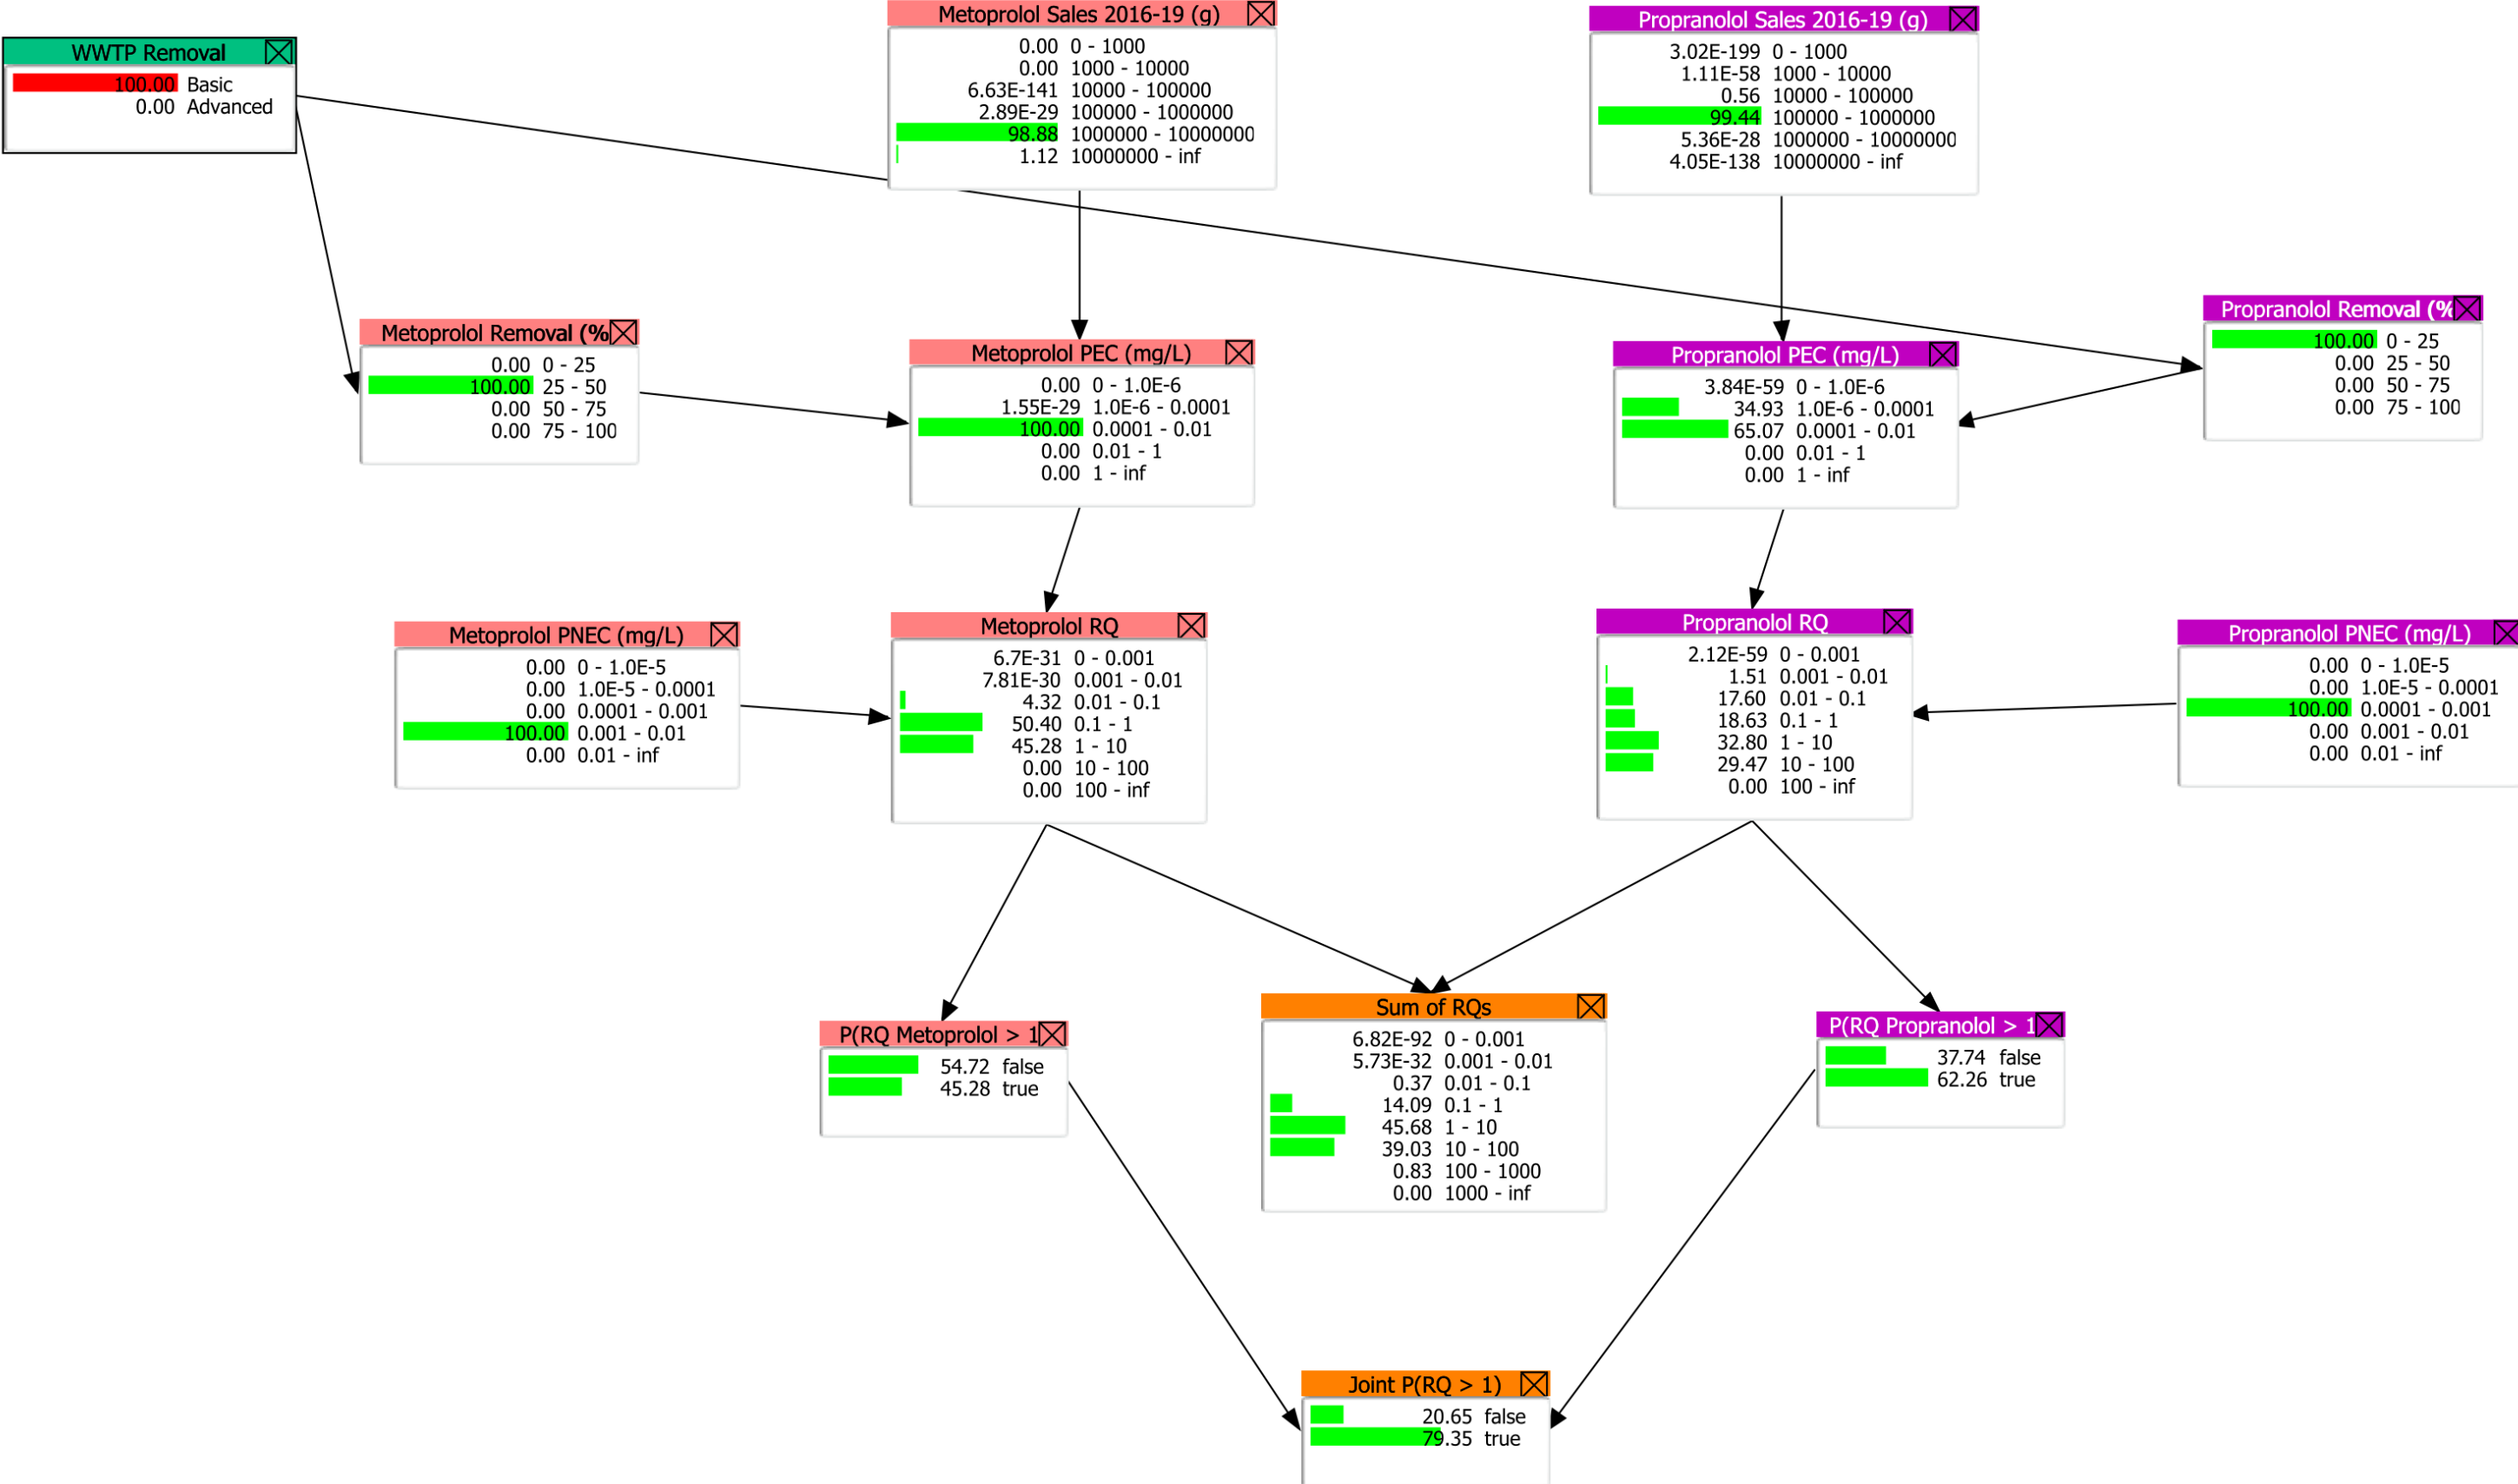 WWTP Removal
100.00 Basic
0.00 Advanced
Metoprolol Sales 2016-19 (g)
0.00 0 - 1000
0.00 1000 - 10000
6.63E-141 10000 - 100000
2.89E-29 100000 - 1000000
98.88 1000000 - 10000000
1.12 10000000 - inf
Propranolol Sales 2016-19 (g)
3.02E-199 0 - 1000
1.11E-58 1000 - 10000
0.56 10000 - 100000
99.44 100000 - 1000000
5.36E-28 1000000 - 10000000
4.05E-138 10000000 - inf
Metoprolol Removal (%
0.00 0 - 25
100.00 25 - 50
0.00 50 - 75
0.00 75 - 100
Metoprolol PEC (mg/L)
0.00 0 - 1.0E-6
1.55E-29 1.0E-6 - 0.0001
100.00 0.0001 - 0.01
0.00 0.01 - 1
0.00 1 - inf
Propranolol PEC (mg/L)
3.84E-59 0 - 1.0E-6
34.93 1.0E-6 - 0.0001
65.07 0.0001 - 0.01
0.00 0.01 - 1
0.00 1 - inf
Propranolol Removal (%
100.00 0 - 25
0.00 25 - 50
0.00 50 - 75
0.00 75 - 100
Metoprolol PNEC (mg/L)
0.00 0 - 1.0E-5
0.00 1.0E-5 - 0.0001
0.00 0.0001 - 0.001
100.00 0.001 - 0.01
0.00 0.01 - inf
Metoprolol RQ
6.7E-31 0 - 0.001
7.81E-30 0.001 - 0.01
4.32 0.01 - 0.1
50.40 0.1 - 1
45.28 1 - 10
0.00 10 - 100
0.00 100 - inf
Propranolol RQ
2.12E-59 0 - 0.001
1.51 0.001 - 0.01
17.60 0.01 - 0.1
18.63 0.1 - 1
32.80 1 - 10
29.47 10 - 100
0.00 100 - inf
Propranolol PNEC (mg/L)
0.00 0 - 1.0E-5
0.00 1.0E-5 - 0.0001
100.00 0.0001 - 0.001
0.00 0.001 - 0.01
0.00 0.01 - inf
P(RQ Metoprolol > 1
54.72 false
45.28 true
Sum of RQs
6.82E-92 0 - 0.001
5.73E-32 0.001 - 0.01
0.37 0.01 - 0.1
14.09 0.1 - 1
45.68 1 - 10
39.03 10 - 100
0.83 100 - 1000
0.00 1000 - inf
P(RQ Propranolol > 1
37.74 false
62.26 true
Joint P(RQ > 1)
20.65 false
79.35 true